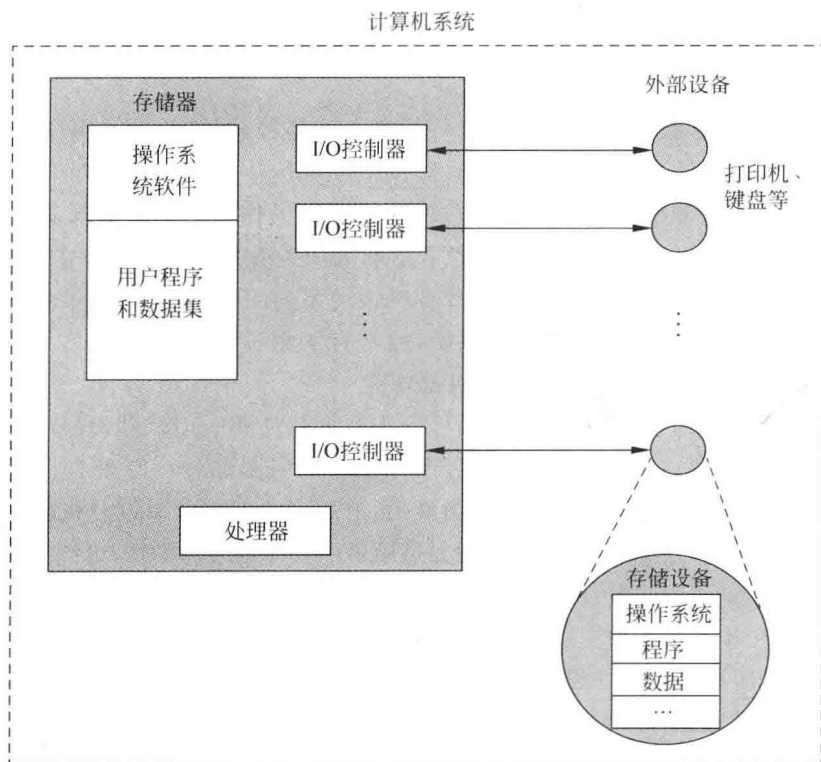 计算机系统
存储器
操作系
统软件
用户程序
和数据集
I/O控制器
I/O控制器
⋮
I/O控制器
处理器
外部设备
打印机、
键盘等
⋮
存储设备
操作系统
程序
数据
…